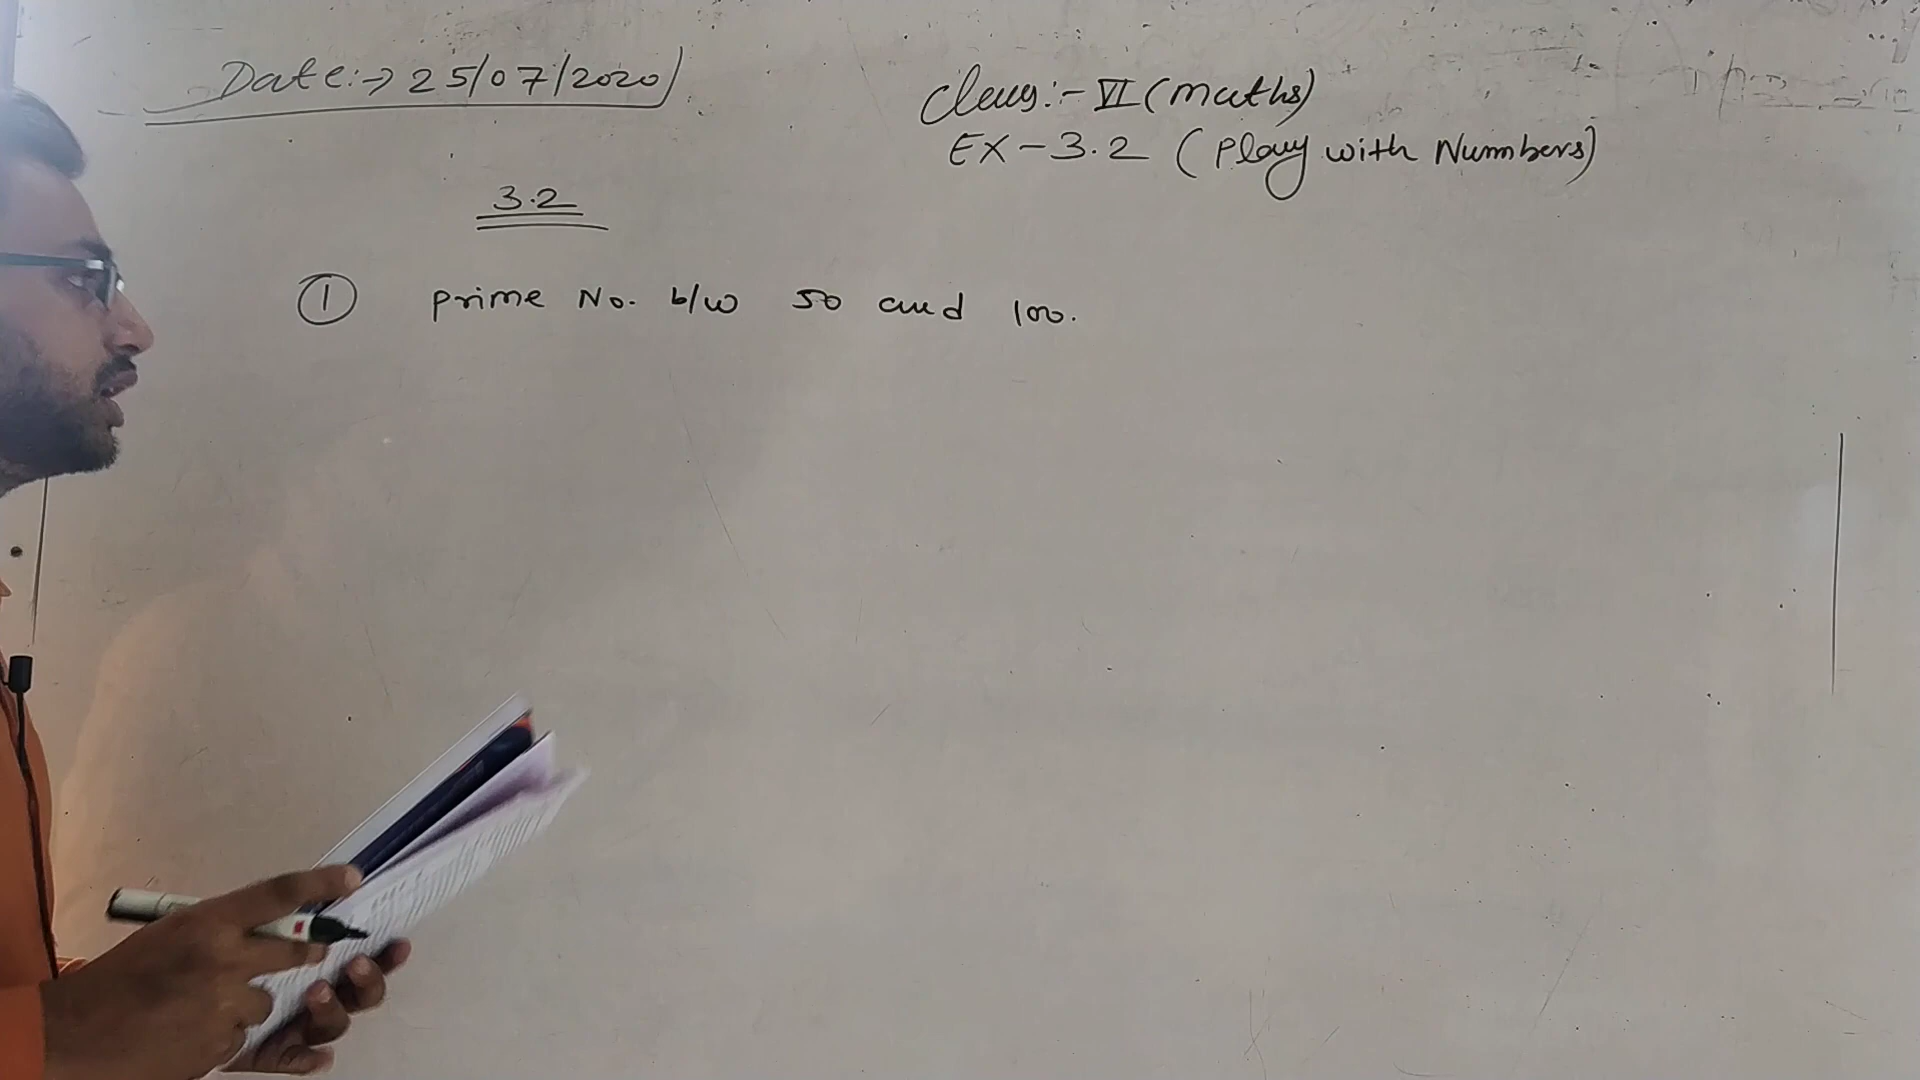 Date:→ 25/07/2020
Class:- VI (Maths)
EX - 3.2 (Play with Numbers)
3.2
① Prime No. b/w 50 and 100.